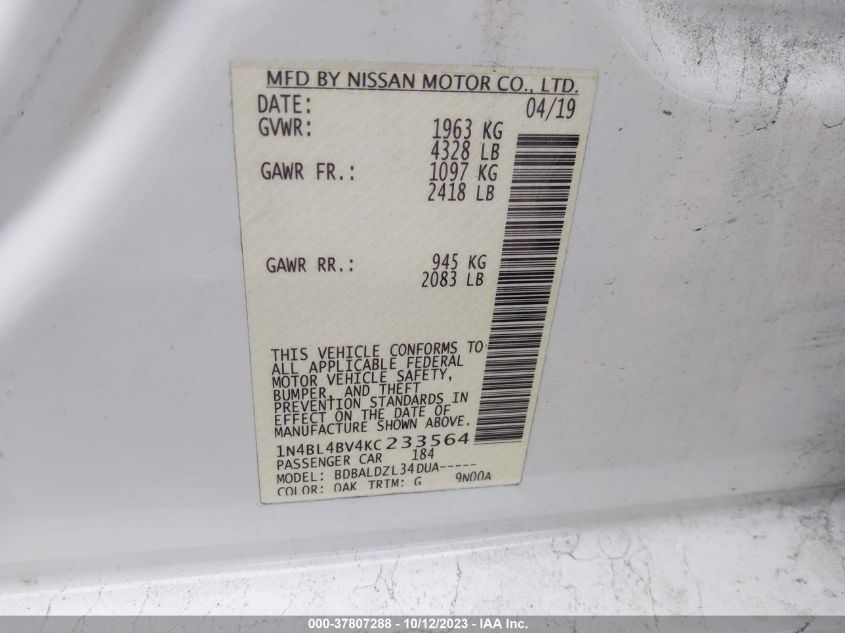 MFD BY NISSAN MOTOR CO., LTD.
DATE: 04/19
GVWR: 1963 KG
4328 LB
GAWR FR.: 1097 KG
2418 LB
GAWR RR.: 945 KG
2083 LB
THIS VEHICLE CONFORMS TO
ALL APPLICABLE FEDERAL
MOTOR VEHICLE SAFETY,
BUMPER, AND THEFT
PREVENTION STANDARDS IN
EFFECT ON THE DATE OF
MANUFACTURE SHOWN ABOVE.
1N4BL4BV4KC233564
PASSENGER CAR 184
MODEL: BDBALDZL34DUA-----
COLOR: QAK TRIM: G 9N00A
000-37807288 - 10/12/2023 - IAA Inc.